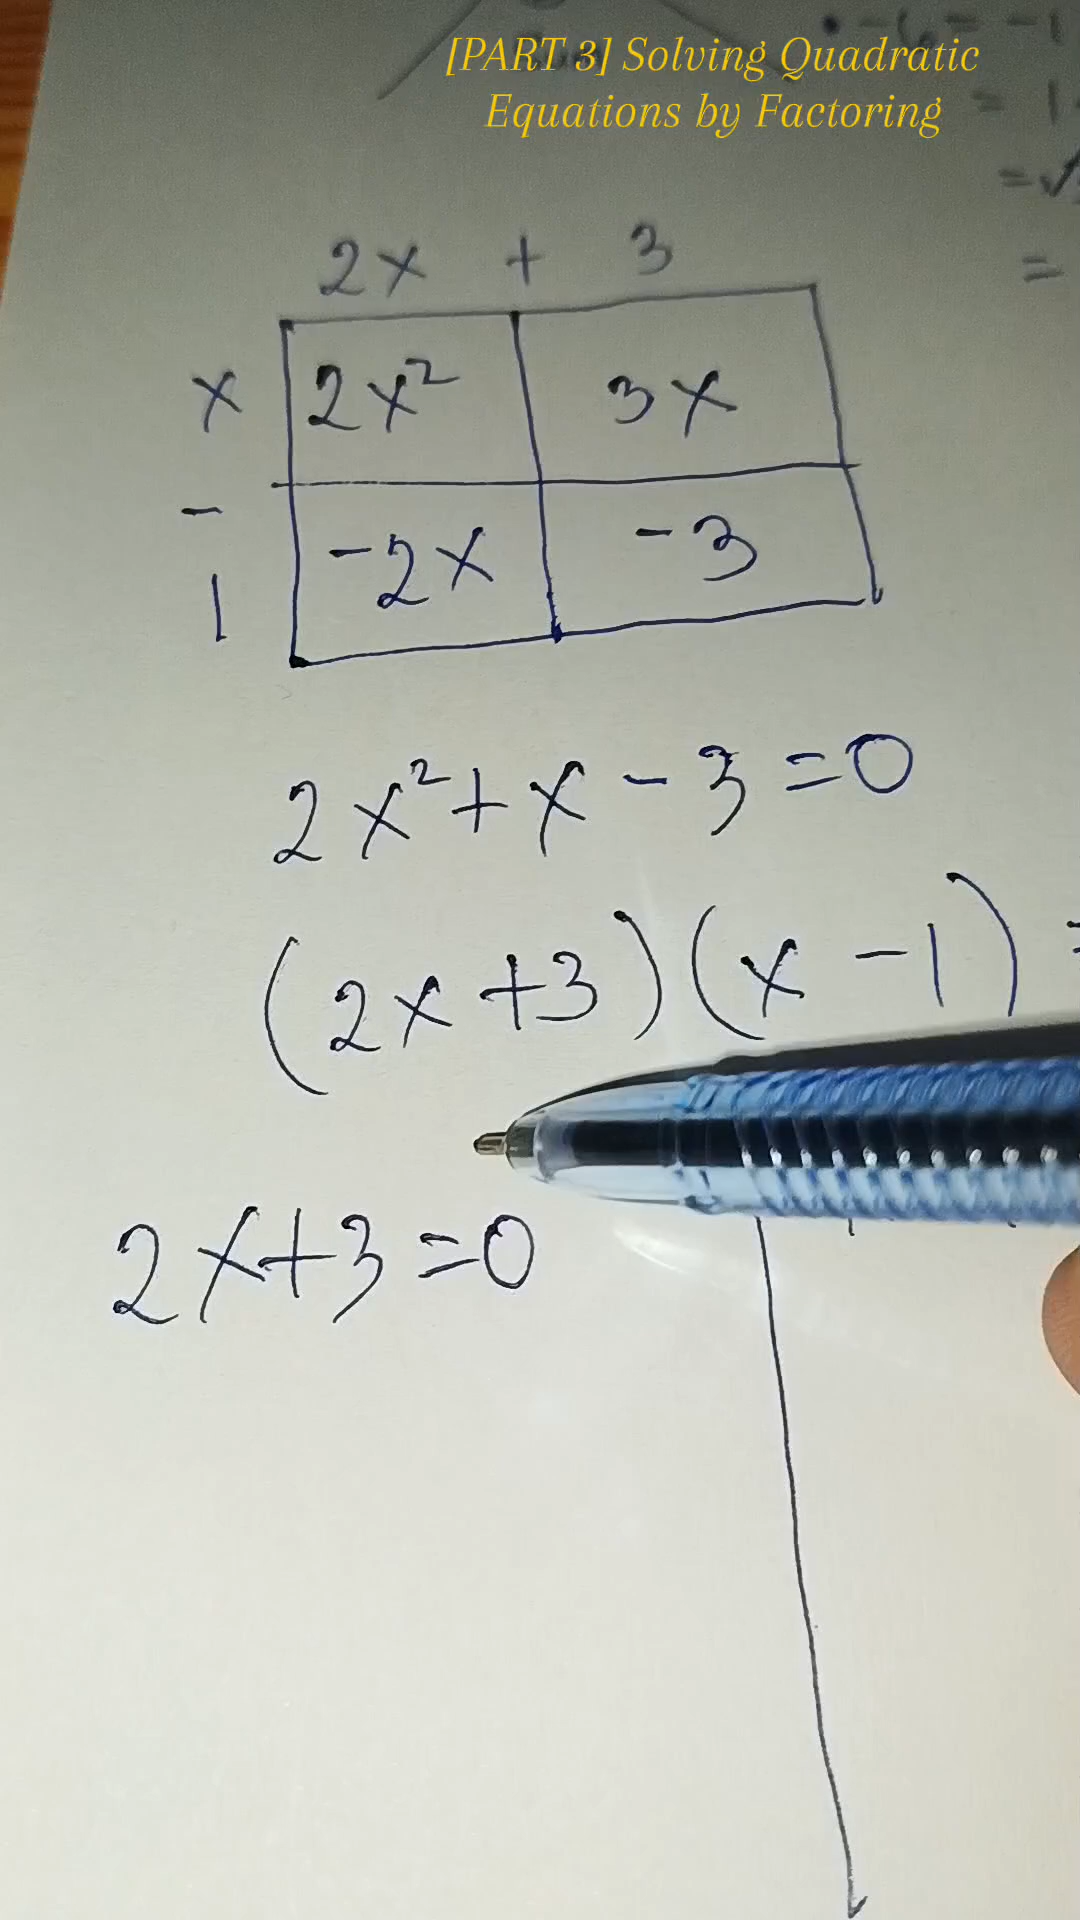 [PART 3] Solving Quadratic
Equations by Factoring
2x + 3
x 2x² 3x
-
1 -2x -3
2x² + x - 3 = 0
(2x + 3)(x - 1)
2x + 3 = 0